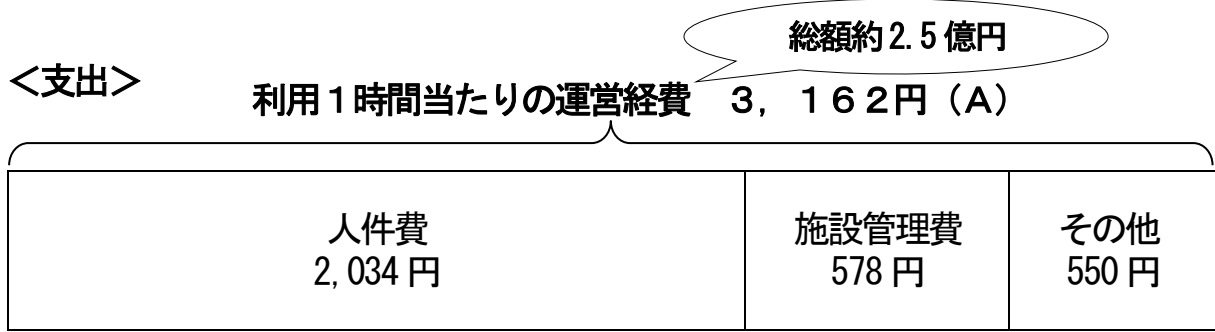 総額約2.5億円
＜支出＞
利用１時間当たりの運営経費　３，１６２円（Ａ）
人件費
2,034円
施設管理費
578円
その他
550円